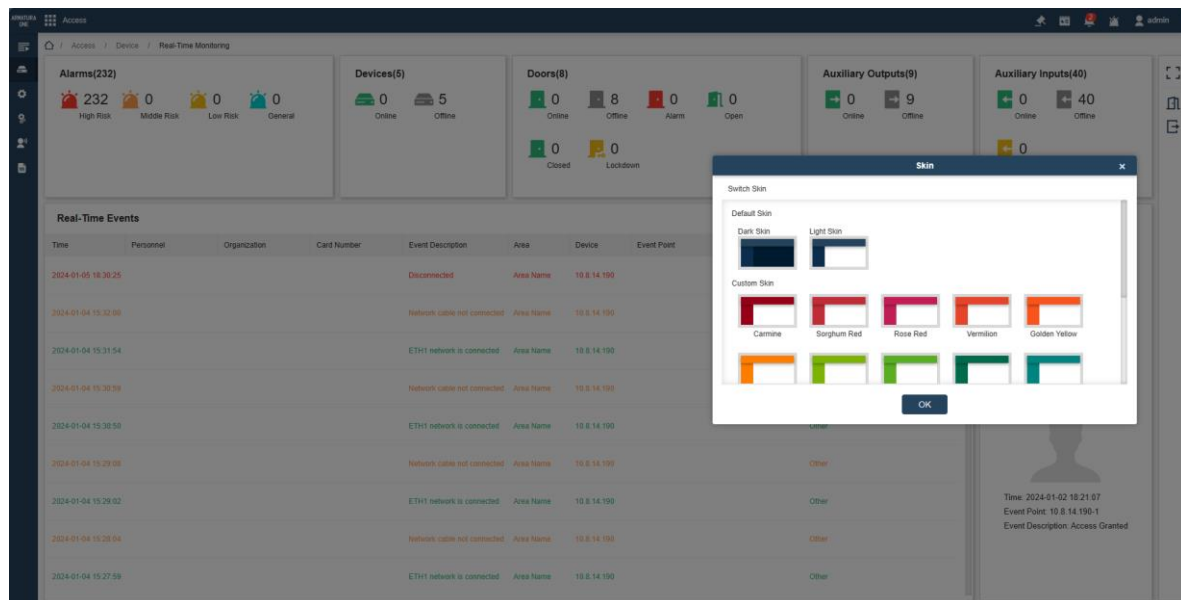 ARMATURA
ONE
Access
admin
/ Access / Device / Real-Time Monitoring
Alarms(232)
232 High Risk
0 Middle Risk
0 Low Risk
0 General
Devices(5)
0 Online
5 Offline
Doors(8)
0 Online
8 Offline
0 Alarm
0 Open
0 Closed
0 Lockdown
Auxiliary Outputs(9)
0 Online
9 Offline
Auxiliary Inputs(40)
0 Online
40 Offline
0
Skin
×
Switch Skin
Default Skin
Dark Skin Light Skin
Custom Skin
Carmine Sorghum Red Rose Red Vermilion Golden Yellow
OK
Real-Time Events
Time Personnel Organization Card Number Event Description Area Device Event Point
2024-01-05 18:30:25 Disconnected Area Name 10.8.14.190
2024-01-04 15:32:00 Network cable not connected Area Name 10.8.14.190
2024-01-04 15:31:54 ETH1 network is connected Area Name 10.8.14.190
2024-01-04 15:30:59 Network cable not connected Area Name 10.8.14.190
2024-01-04 15:30:50 ETH1 network is connected Area Name 10.8.14.190 Other
2024-01-04 15:29:08 Network cable not connected Area Name 10.8.14.190 Other
2024-01-04 15:29:02 ETH1 network is connected Area Name 10.8.14.190 Other
2024-01-04 15:28:04 Network cable not connected Area Name 10.8.14.190 Other
2024-01-04 15:27:59 ETH1 network is connected Area Name 10.8.14.190 Other
Time: 2024-01-02 18:21:07
Event Point: 10.8.14.190-1
Event Description: Access Granted